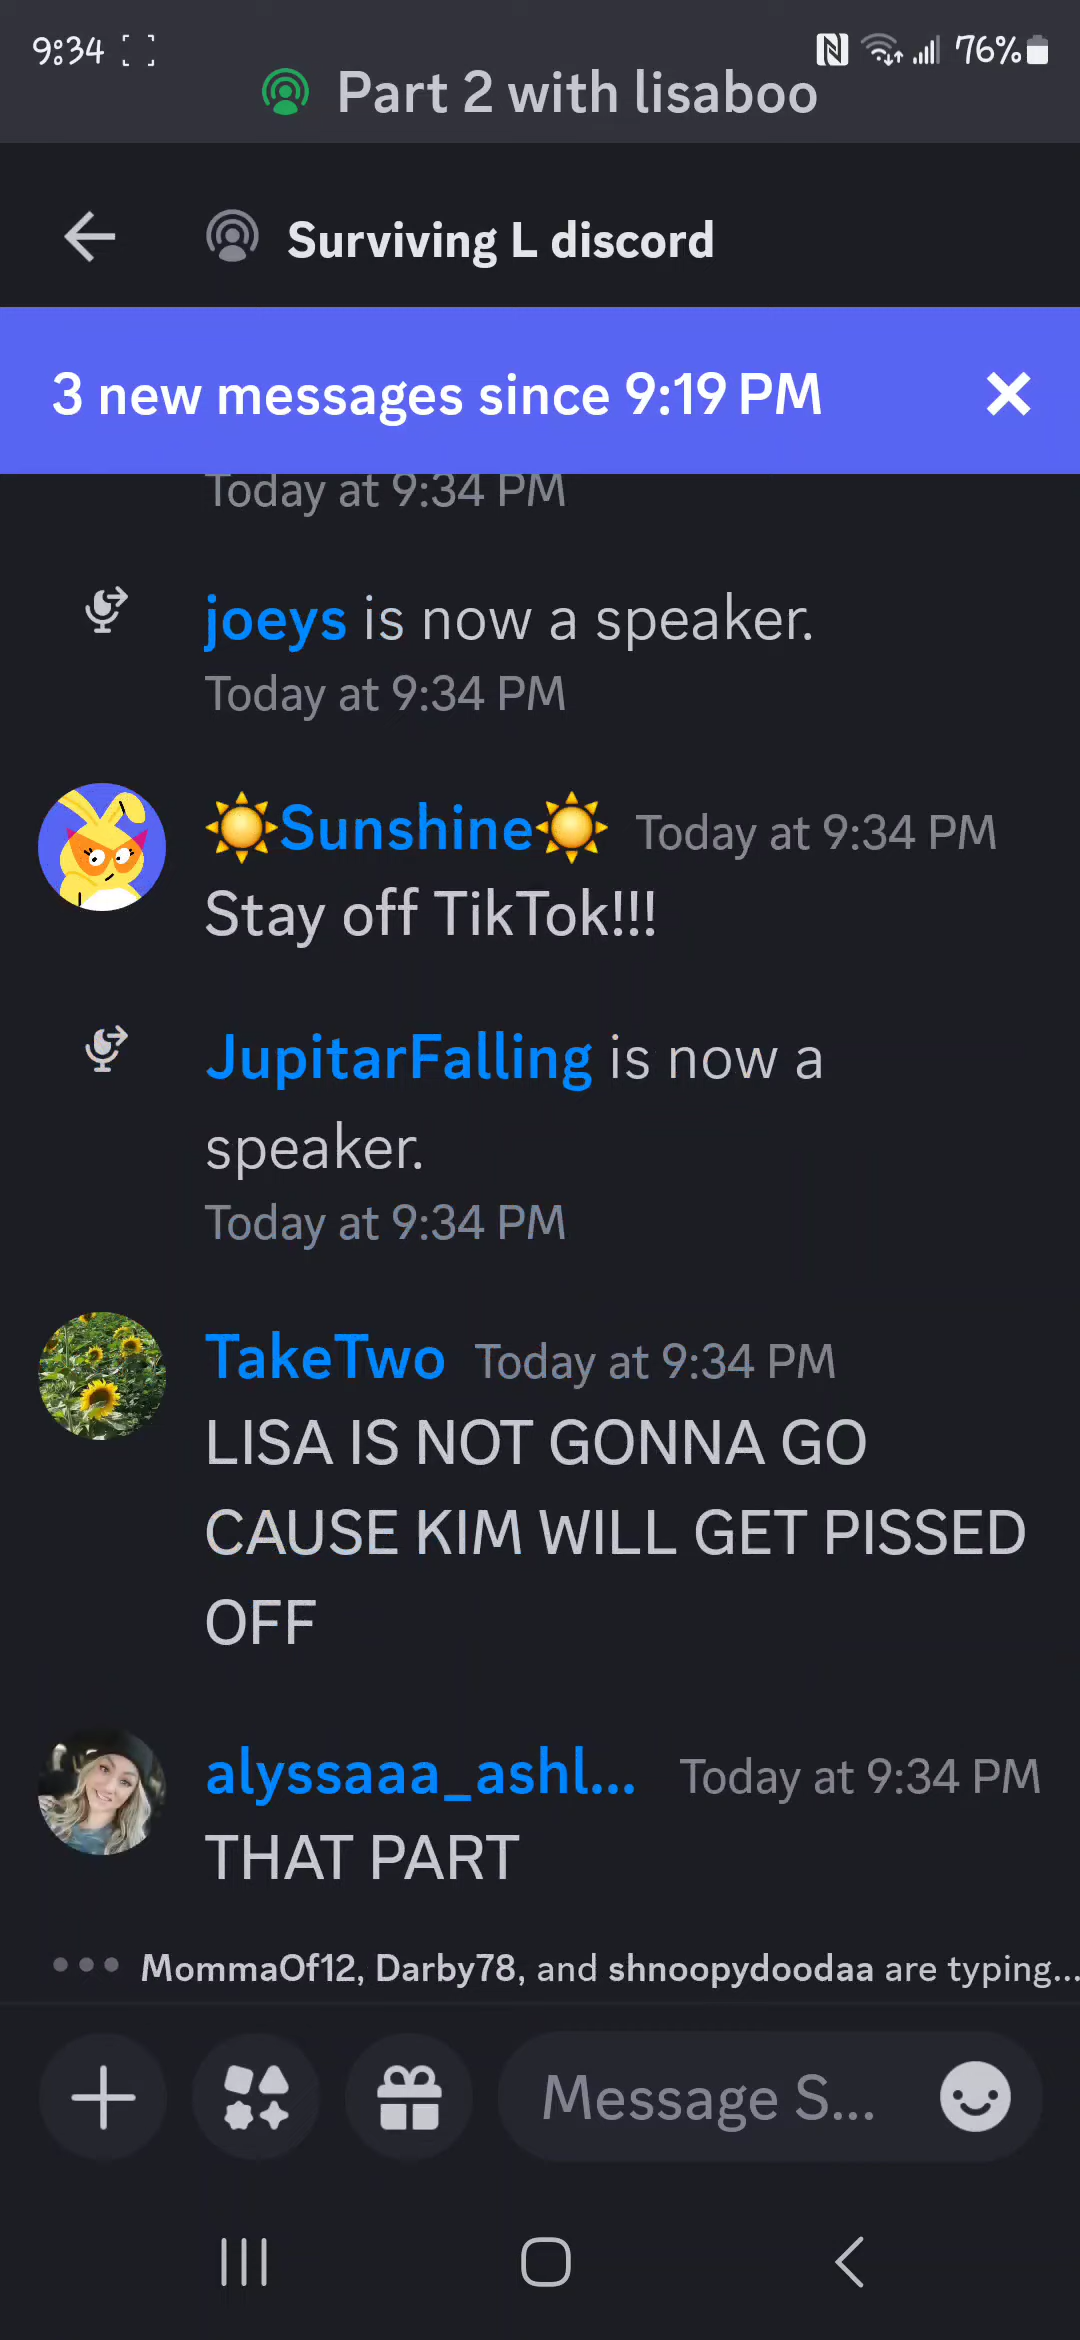 9:34 76%
Part 2 with lisaboo
Surviving L discord
3 new messages since 9:19 PM
Today at 9:34 PM
joeys is now a speaker.
Today at 9:34 PM
☀️Sunshine☀️ Today at 9:34 PM
Stay off TikTok!!!
JupitarFalling is now a
speaker.
Today at 9:34 PM
TakeTwo Today at 9:34 PM
LISA IS NOT GONNA GO
CAUSE KIM WILL GET PISSED
OFF
alyssaaa_ashl... Today at 9:34 PM
THAT PART
MommaOf12, Darby78, and shnoopydoodaa are typing...
Message S...